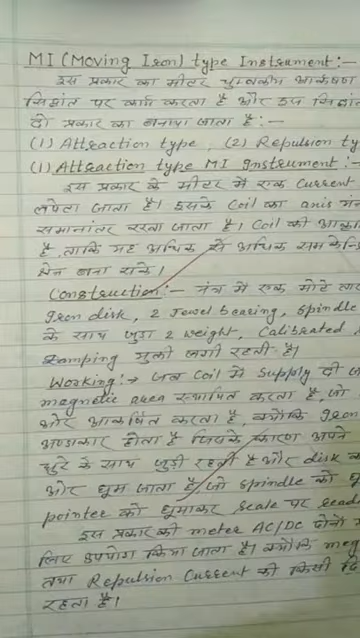 MI (Moving Iron) type Instrument:-
इस प्रकार का मीटर चुम्बकीय आकर्षण
सिद्धांत पर कार्य करता है और इस सिद्धांत
दो प्रकार का बनाया जाता है:-
(1) Attraction type, (2) Repulsion ty
(1) Attraction type MI Instrument:-
इस प्रकार के मीटर में एक Current
लपेटा जाता है। इसके Coil का axis
समानांतर रखा जाता है। Coil की
है, ताकि यह अधिक से अधिक सम
बना सके।
Construction:- यंत्र में एक मोटे
Iron disk, 2 Jewel bearing, Spindle
के साथ जुड़ा 2 weight, Calibrated
Damping युक्ती लगी रहती है।
Working:→ जब Coil में Supply दी
magnetic area स्थापित करता है, जो
ओर आकर्षित करता है, क्योंकि Iron
अण्डाकार होता है जिसके कारण अपने
धुरे के साथ जुड़ी रहती है और disk
ओर घूम जाता है, जो spindle को
pointer को घुमाकर scale पर
इस प्रकार की meter AC/DC दोनों
लिए उपयोग किया जाता है। क्योंकि mag
तथा Repulsion Current की किसी
रहता है।